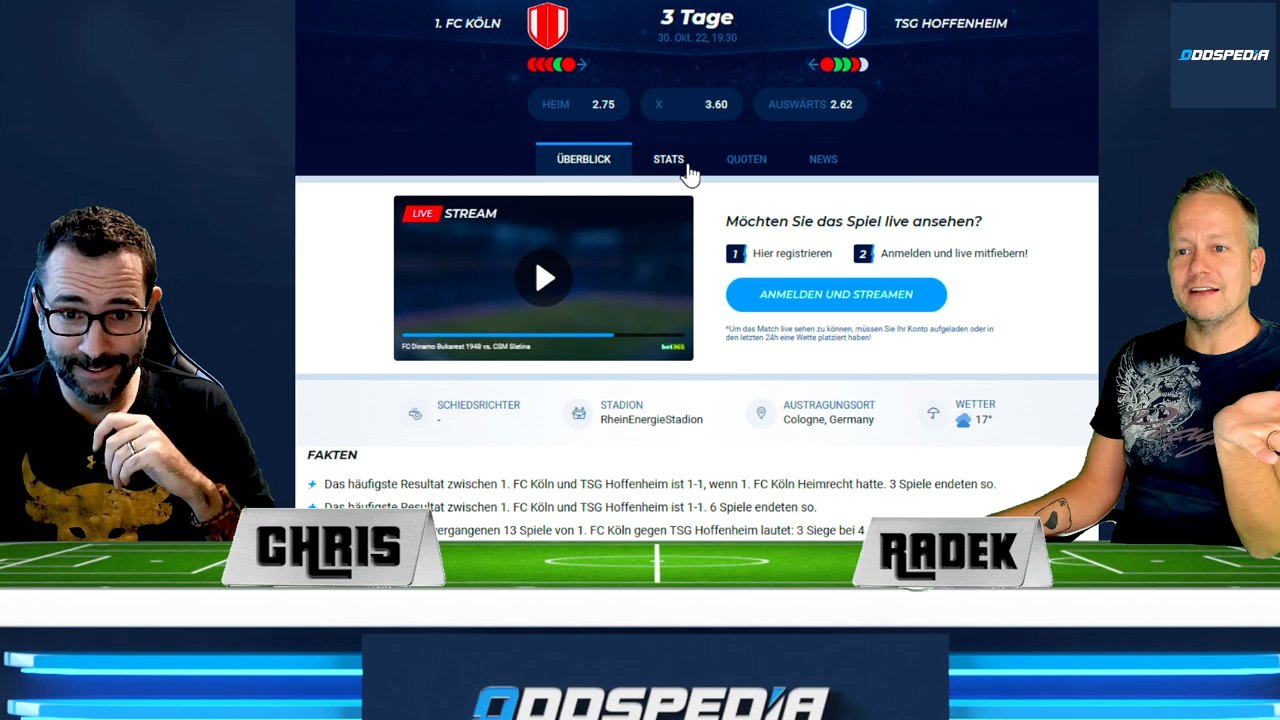 1. FC KÖLN
3 Tage
TSG HOFFENHEIM
30. Okt. 22, 19:30
ODDSPEDIA
HEIM 2.75
X 3.60
AUSWÄRTS 2.62
ÜBERBLICK
STATS
QUOTEN
NEWS
LIVE STREAM
FC Dinamo Bukarest 1948 vs. CSM Slatina
bet365
Möchten Sie das Spiel live ansehen?
1 Hier registrieren
2 Anmelden und live mitfiebern!
ANMELDEN UND STREAMEN
*Um das Match live sehen zu können, müssen Sie Ihr Konto aufgeladen oder in
den letzten 24h eine Wette platziert haben!
SCHIEDSRICHTER
-
STADION
RheinEnergieStadion
AUSTRAGUNGSORT
Cologne, Germany
WETTER
17°
FAKTEN
+ Das häufigste Resultat zwischen 1. FC Köln und TSG Hoffenheim ist 1-1, wenn 1. FC Köln Heimrecht hatte. 3 Spiele endeten so.
+ Das häufigste Resultat zwischen 1. FC Köln und TSG Hoffenheim ist 1-1. 6 Spiele endeten so.
13 Spiele von 1. FC Köln gegen TSG Hoffenheim lautet: 3 Siege bei 4
CHRIS
RADEK
ODDSPEDIA